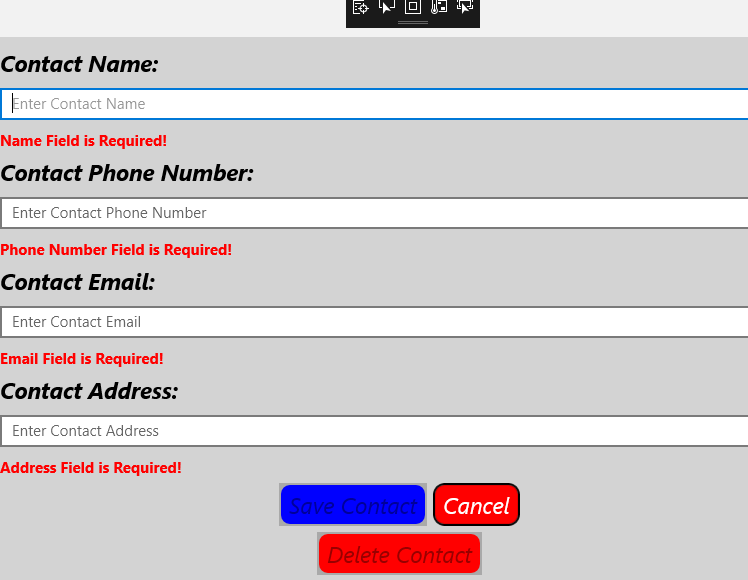 Contact Name:
Enter Contact Name
Name Field is Required!
Contact Phone Number:
Enter Contact Phone Number
Phone Number Field is Required!
Contact Email:
Enter Contact Email
Email Field is Required!
Contact Address:
Enter Contact Address
Address Field is Required!
Save Contact Cancel
Delete Contact